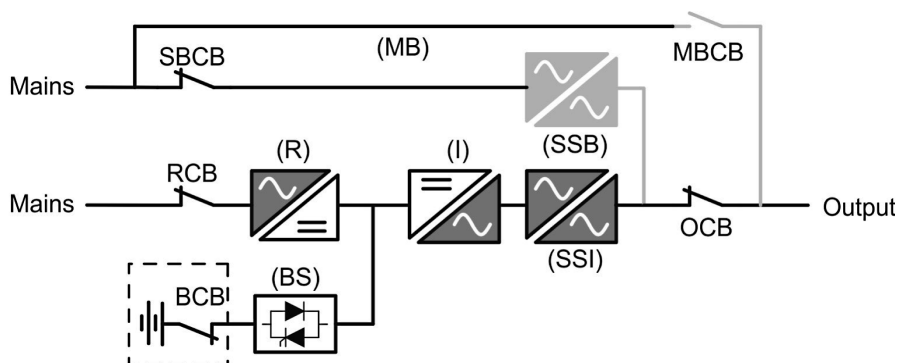 (MB)
MBCB
SBCB
Mains
(SSB)
(R)
(I)
RCB
Mains
Output
OCB
(SSI)
(BS)
BCB